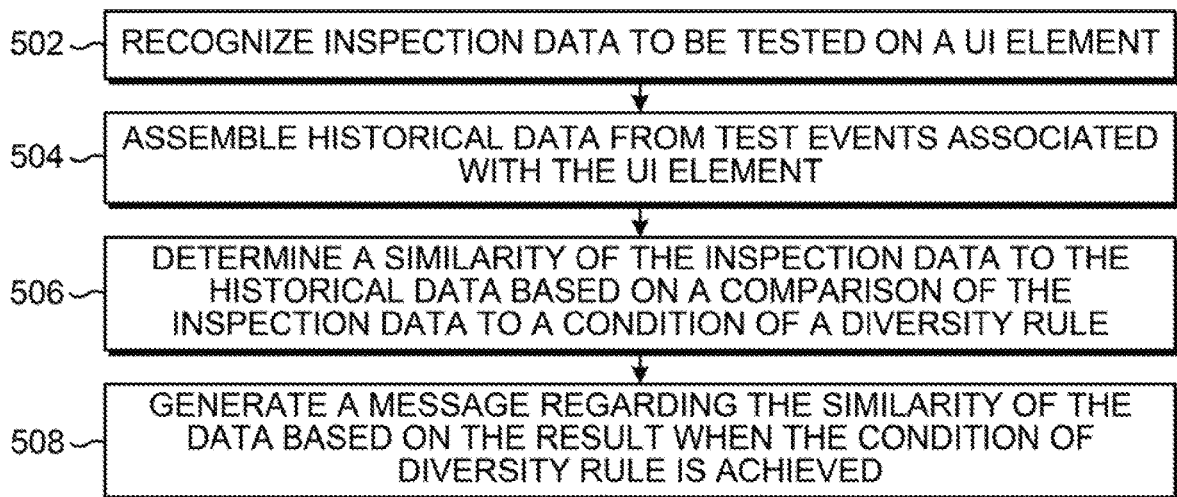 502 RECOGNIZE INSPECTION DATA TO BE TESTED ON A UI ELEMENT
504 ASSEMBLE HISTORICAL DATA FROM TEST EVENTS ASSOCIATED
WITH THE UI ELEMENT
506 DETERMINE A SIMILARITY OF THE INSPECTION DATA TO THE
HISTORICAL DATA BASED ON A COMPARISON OF THE
INSPECTION DATA TO A CONDITION OF A DIVERSITY RULE
508 GENERATE A MESSAGE REGARDING THE SIMILARITY OF THE
DATA BASED ON THE RESULT WHEN THE CONDITION OF
DIVERSITY RULE IS ACHIEVED